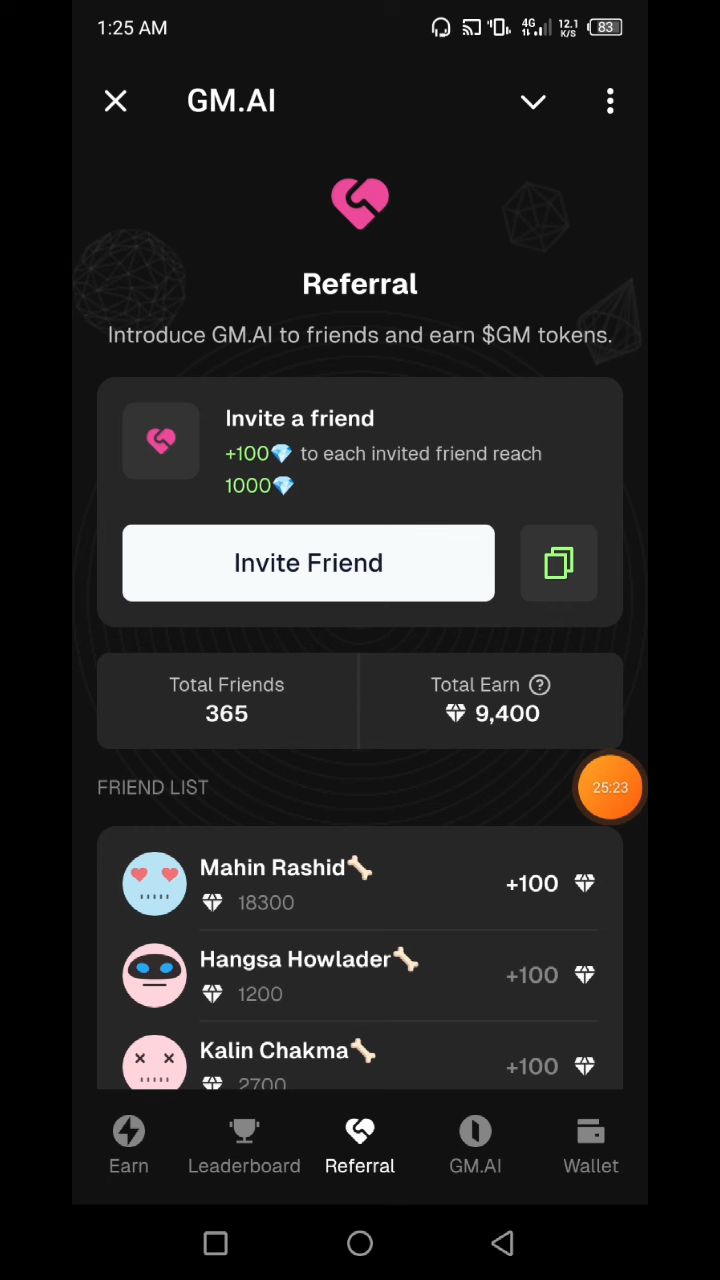 1:25 AM 4G 12.1 K/S 83
GM.AI
Referral
Introduce GM.AI to friends and earn $GM tokens.
Invite a friend
+100💎 to each invited friend reach
1000💎
Invite Friend
Total Friends
365
Total Earn ?
9,400
FRIEND LIST
25:23
Mahin Rashid🦴
18300
+100
Hangsa Howlader🦴
1200
+100
Kalin Chakma🦴
2700
+100
Earn
Leaderboard
Referral
GM.AI
Wallet